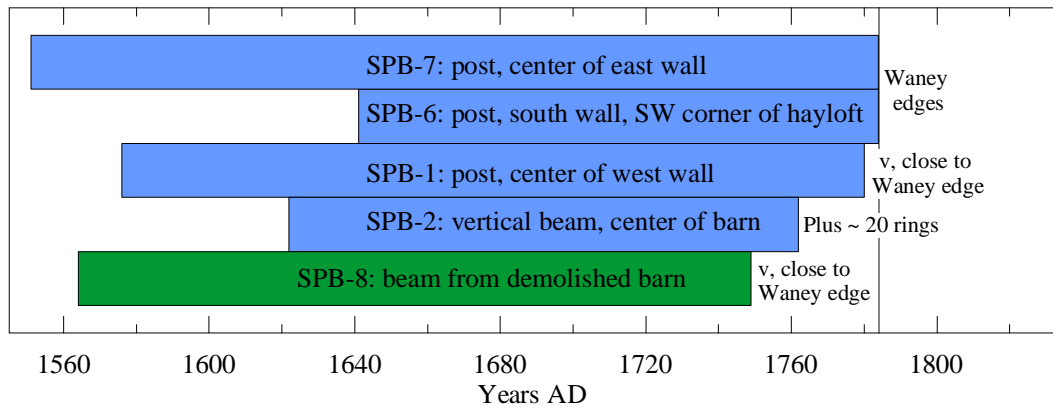 SPB-7: post, center of east wall
Waney
edges
SPB-6: post, south wall, SW corner of hayloft
SPB-1: post, center of west wall
v, close to
Waney edge
SPB-2: vertical beam, center of barn
Plus ~ 20 rings
SPB-8: beam from demolished barn
v, close to
Waney edge
1560 1600 1640 1680 1720 1760 1800
Years AD